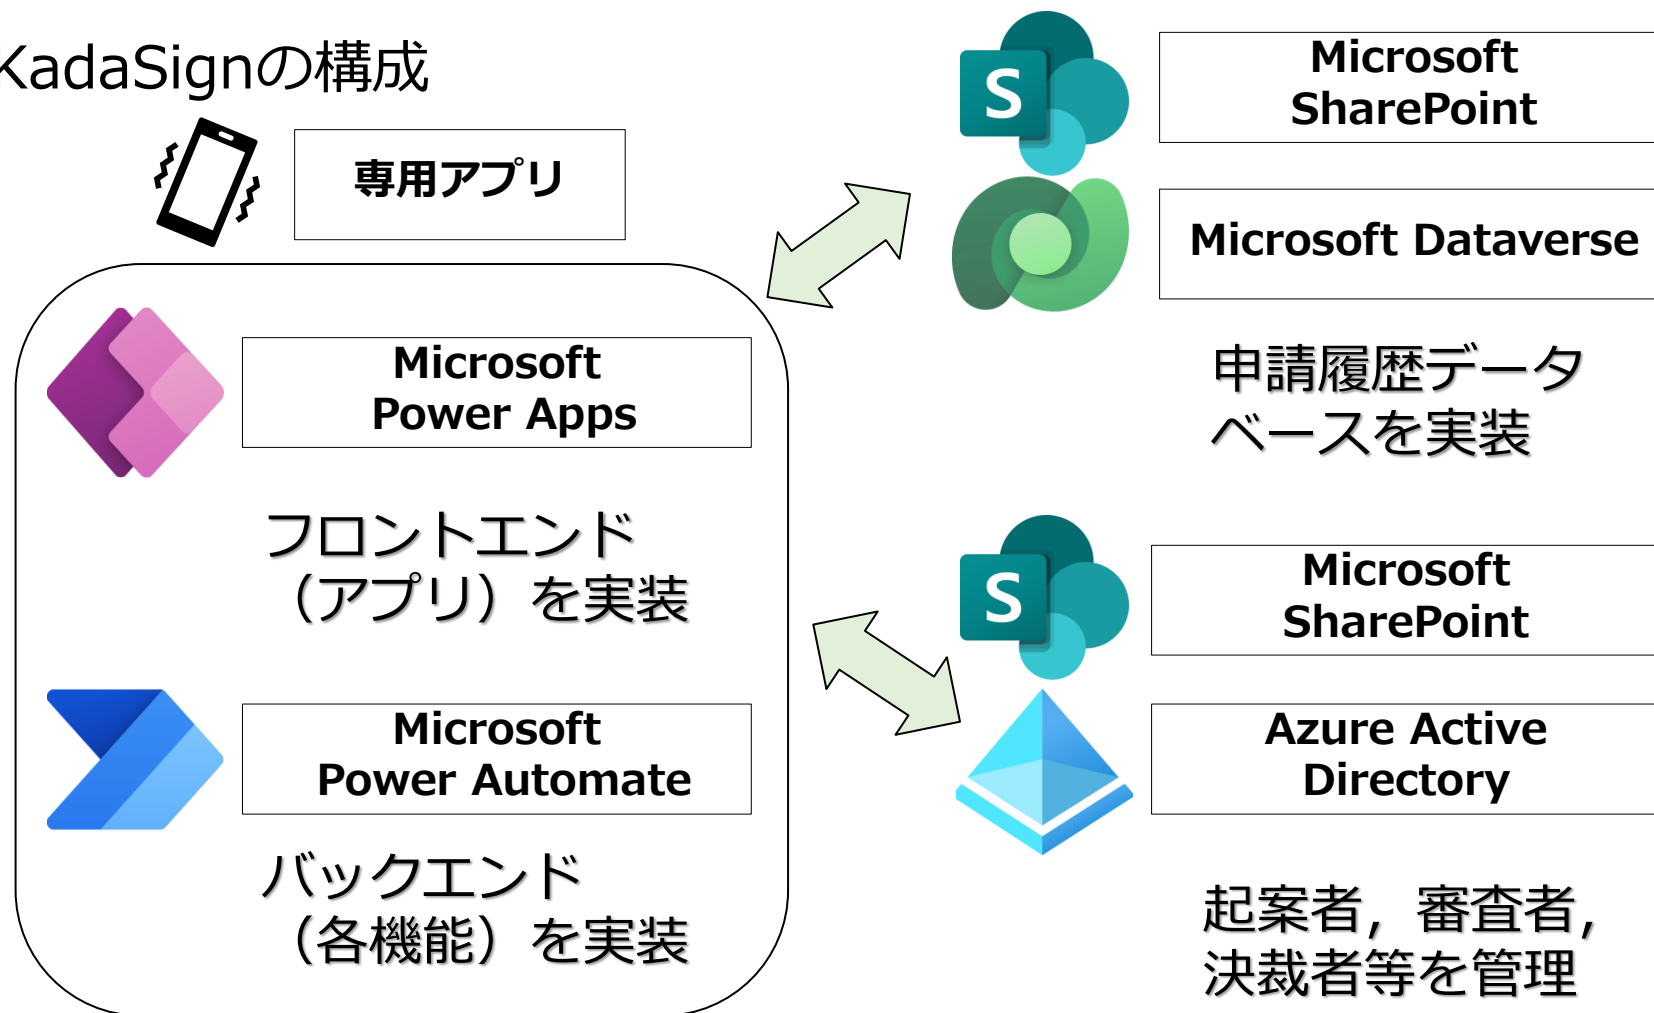 KadaSignの構成
専用アプリ
Microsoft
Power Apps
フロントエンド
（アプリ）を実装
Microsoft
Power Automate
バックエンド
（各機能）を実装
S
Microsoft
SharePoint
Microsoft Dataverse
申請履歴データ
ベースを実装
S
Microsoft
SharePoint
Azure Active
Directory
起案者，審査者，
決裁者等を管理